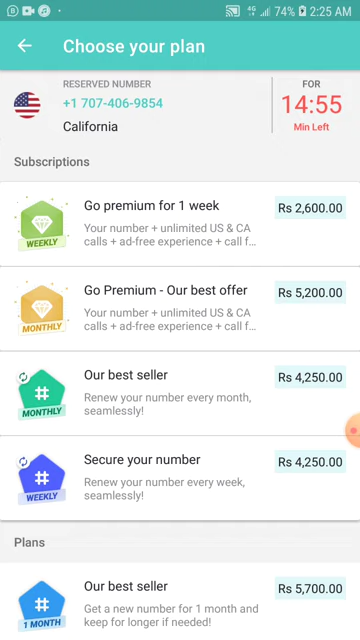 4G 74% 2:25 AM
Choose your plan
RESERVED NUMBER
+1 707-406-9854
California
FOR
14:55
Min Left
Subscriptions
WEEKLY
Go premium for 1 week
Rs 2,600.00
Your number + unlimited US & CA
calls + ad-free experience + call f...
MONTHLY
Go Premium - Our best offer
Rs 5,200.00
Your number + unlimited US & CA
calls + ad-free experience + call f...
#
MONTHLY
Our best seller
Rs 4,250.00
Renew your number every month,
seamlessly!
#
WEEKLY
Secure your number
Rs 4,250.00
Renew your number every week,
seamlessly!
Plans
#
1 MONTH
Our best seller
Rs 5,700.00
Get a new number for 1 month and
keep for longer if needed!